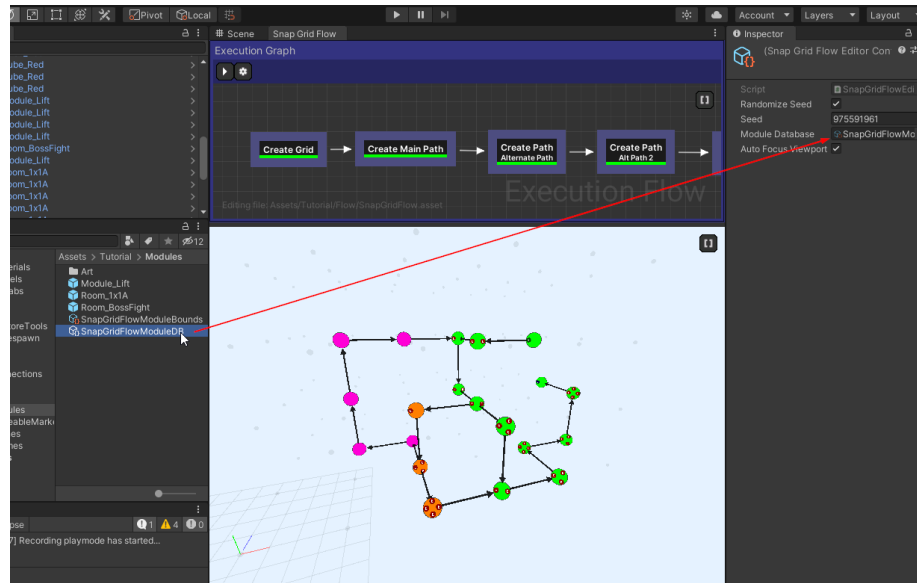 Pivot Local Account Layers Layout
Scene Snap Grid Flow Inspector
Execution Graph
(Snap Grid Flow Editor Con
Script SnapGridFlowEdi
Randomize Seed
Seed 975591961
Module Database SnapGridFlowMo
Auto Focus Viewport
Create Grid
Create Main Path
Create Path
Alternate Path
Create Path
Alt Path 2
Execution Flow
Editing file: Assets/Tutorial/Flow/SnapGridFlow.asset
ube_Red
ube_Red
ube_Red
odule_Lift
odule_Lift
odule_Lift
odule_Lift
oom_BossFight
odule_Lift
oom_1x1A
oom_1x1A
oom_1x1A
12
Assets > Tutorial > Modules
Art
Module_Lift
Room_1x1A
Room_BossFight
SnapGridFlowModuleBounds
SnapGridFlowModuleDB
erials
els
abs
oreTools
espawn
nections
ules
eableMark
es
nes
pse 1 4 0
7] Recording playmode has started...